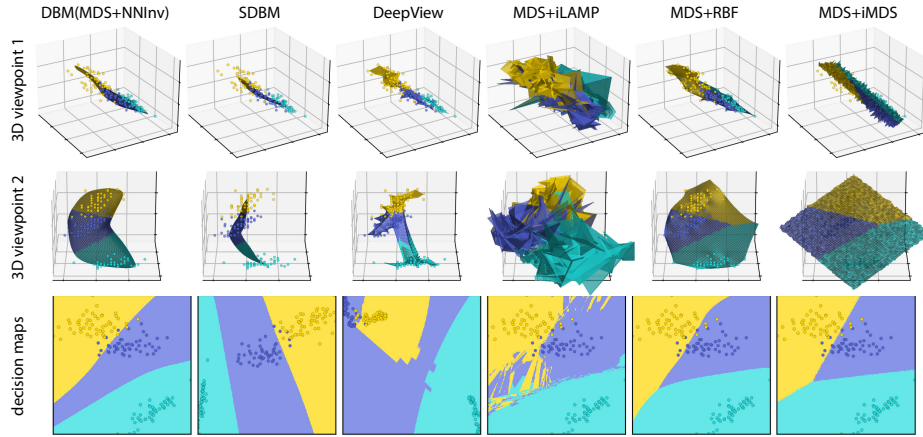 DBM(MDS+NNInv) SDBM DeepView MDS+iLAMP MDS+RBF MDS+iMDS
3D viewpoint 1
3D viewpoint 2
decision maps